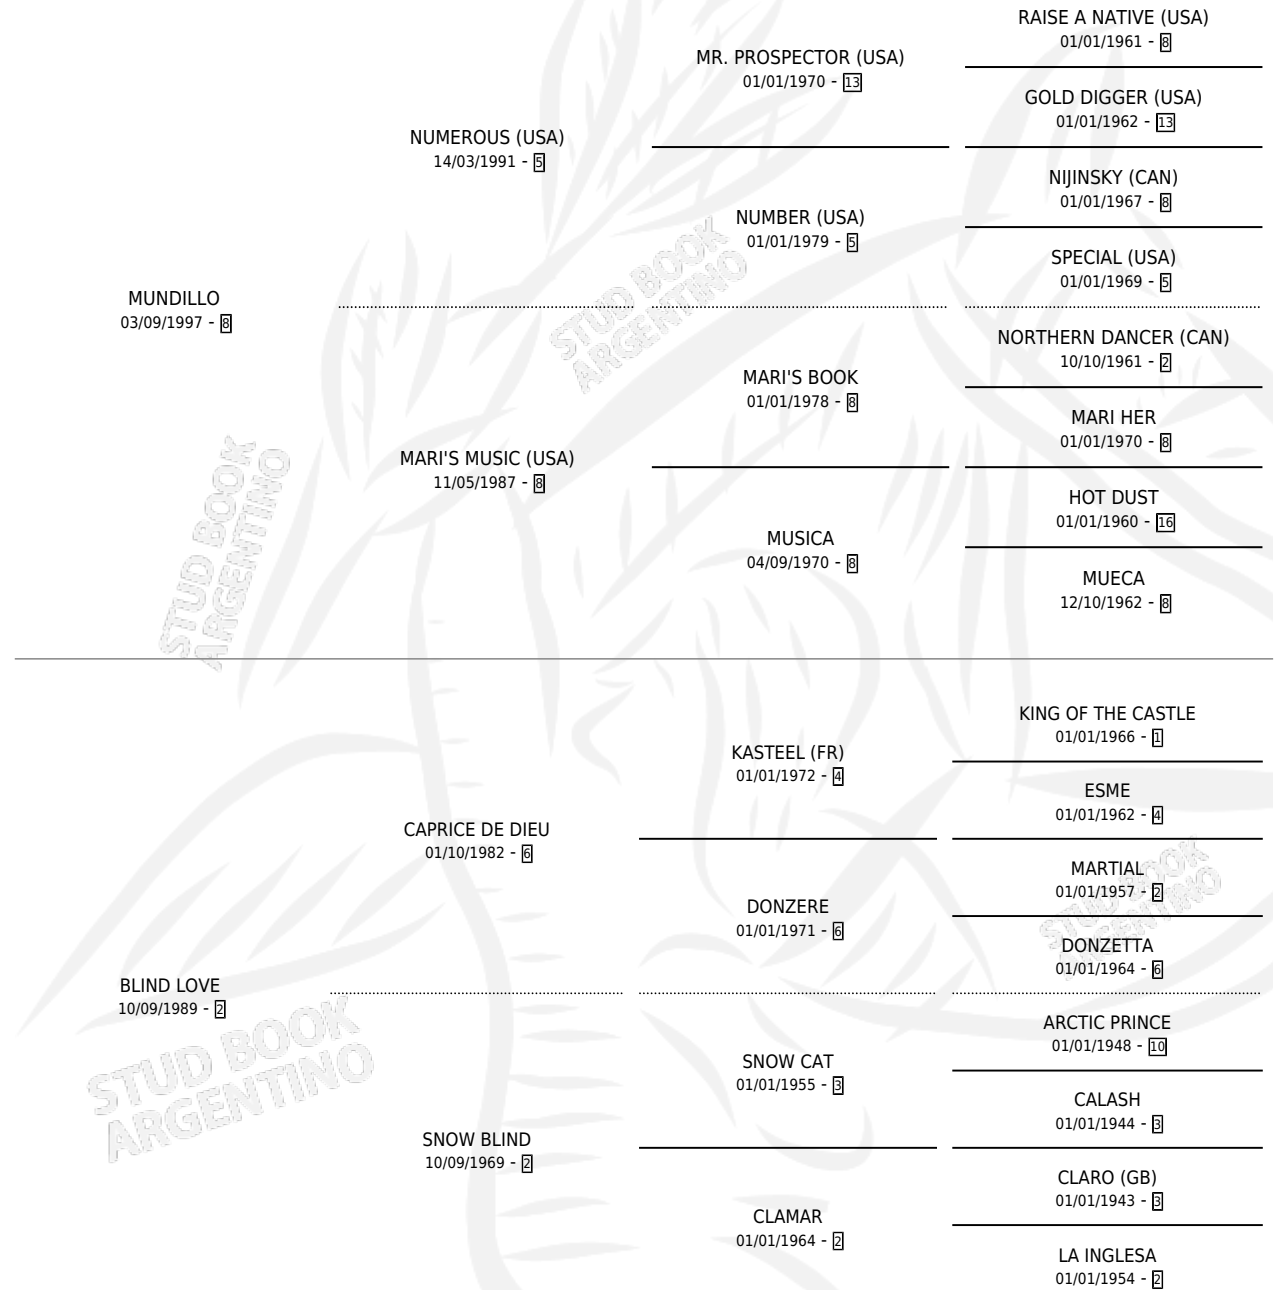 RAISE A NATIVE (USA)
01/01/1961 - 8
MR. PROSPECTOR (USA)
01/01/1970 - 13
GOLD DIGGER (USA)
01/01/1962 - 13
NUMEROUS (USA)
14/03/1991 - 5
NIJINSKY (CAN)
01/01/1967 - 8
NUMBER (USA)
01/01/1979 - 5
SPECIAL (USA)
01/01/1969 - 5
MUNDILLO
03/09/1997 - 8
NORTHERN DANCER (CAN)
10/10/1961 - 2
MARI'S BOOK
01/01/1978 - 8
MARI HER
01/01/1970 - 8
MARI'S MUSIC (USA)
11/05/1987 - 8
HOT DUST
01/01/1960 - 16
MUSICA
04/09/1970 - 8
MUECA
12/10/1962 - 8
KING OF THE CASTLE
01/01/1966 - 1
KASTEEL (FR)
01/01/1972 - 4
ESME
01/01/1962 - 4
CAPRICE DE DIEU
01/10/1982 - 6
MARTIAL
01/01/1957 - 2
DONZERE
01/01/1971 - 6
DONZETTA
01/01/1964 - 6
BLIND LOVE
10/09/1989 - 2
ARCTIC PRINCE
01/01/1948 - 10
SNOW CAT
01/01/1955 - 3
CALASH
01/01/1944 - 3
SNOW BLIND
10/09/1969 - 2
CLARO (GB)
01/01/1943 - 3
CLAMAR
01/01/1964 - 2
LA INGLESA
01/01/1954 - 2
STUD BOOK
ARGENTINO
STUD BOOK
ARGENTINO
STUD BOOK
ARGENTINO
STUD BOOK
ARGENTINO